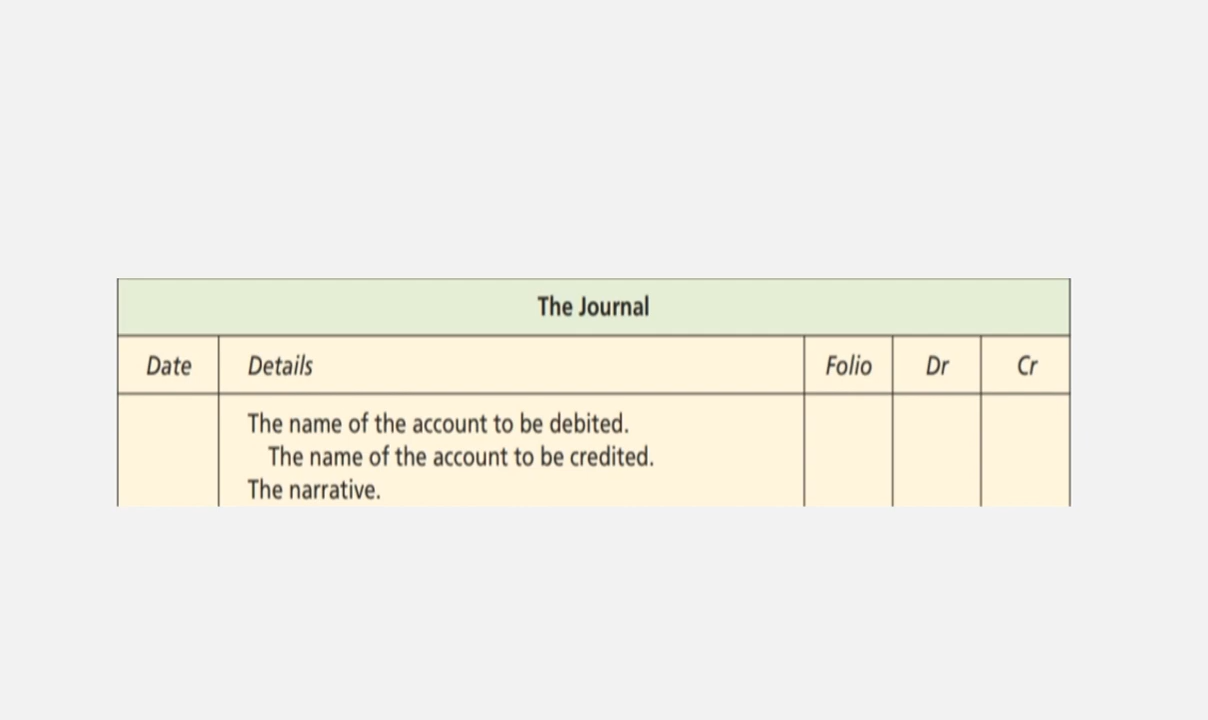 The Journal
Date Details Folio Dr Cr
The name of the account to be debited.
The name of the account to be credited.
The narrative.